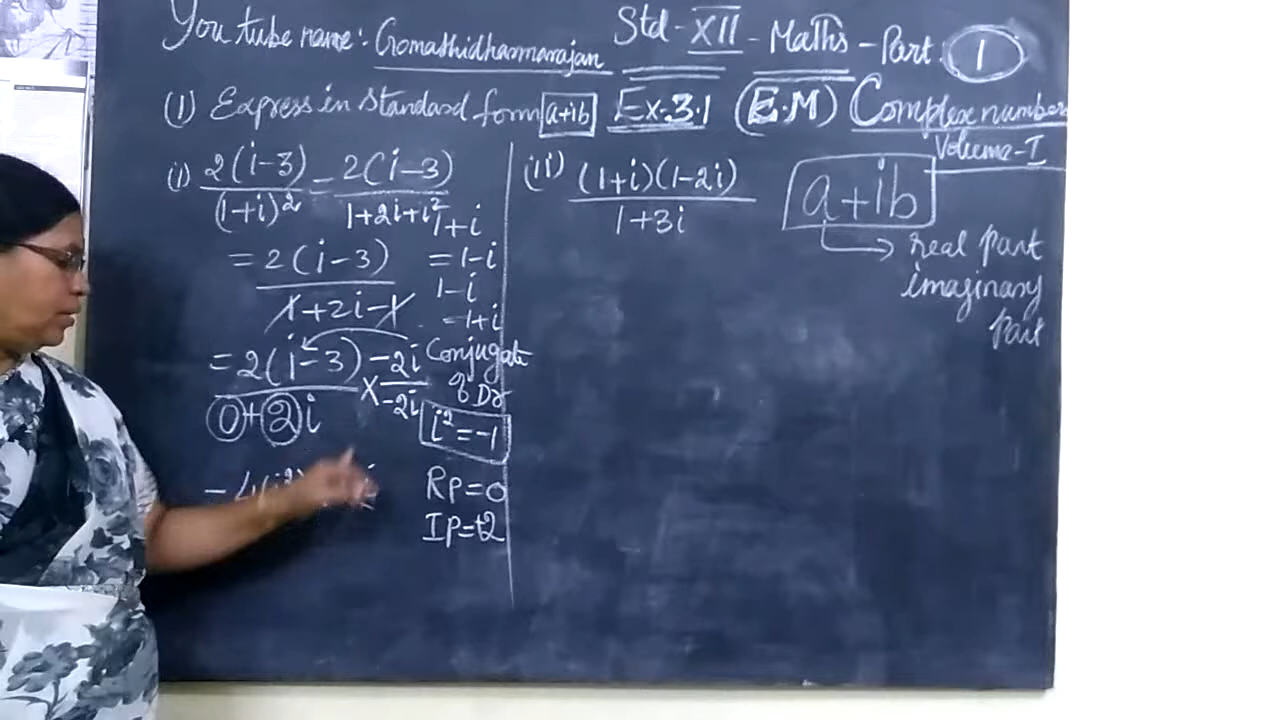 You tube name: Gomathidharmarajan
Std-XII-Maths-Part. 1
(1) Express in standard form a+ib Ex-3.1 (E.M) Complex number
Volume-I
(i) 2(i-3)/(1+i)² = 2(i-3)/1+2i+i²
= 2(i-3)/1+2i-1
= 2(i-3)/0+2i × -2i/-2i
- 4(i²)
1+i
=1-i
1-i
=1+i
Conjugate
of Dr
i²=-1
Rp=0
Ip=+2
(ii) (1+i)(1-2i)/1+3i
a+ib
→ real part
imaginary
part